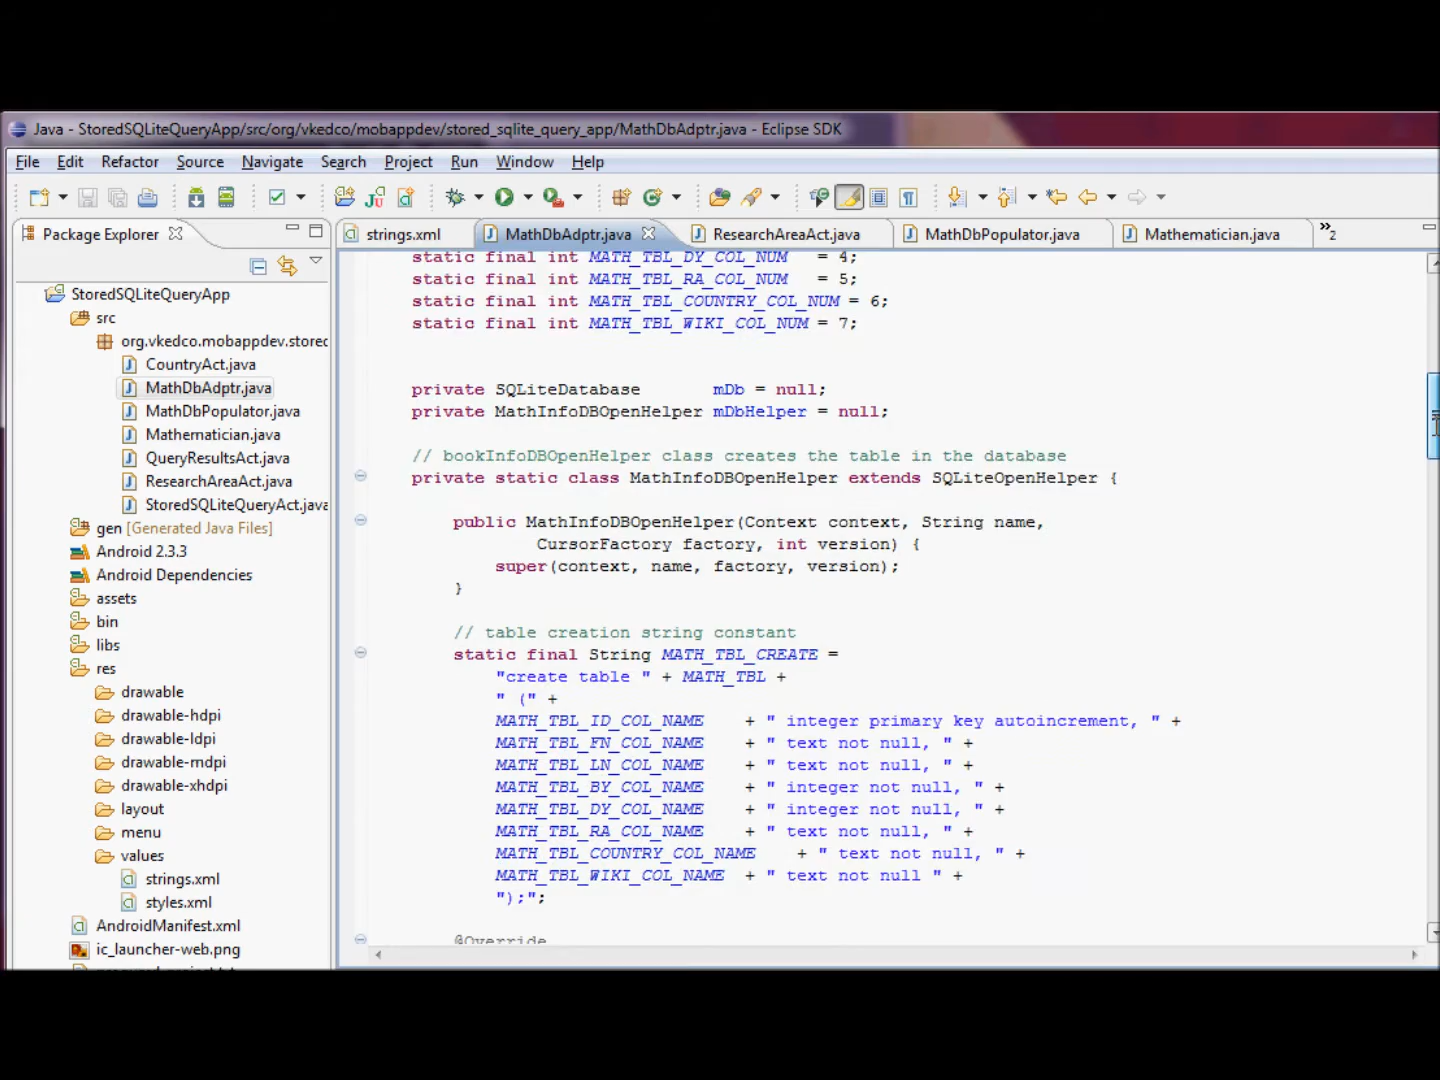 Java - StoredSQLiteQueryApp/src/org/vkedco/mobappdev/stored_sqlite_query_app/MathDbAdptr.java - Eclipse SDK
File Edit Refactor Source Navigate Search Project Run Window Help
Package Explorer
strings.xml MathDbAdptr.java ResearchAreaAct.java MathDbPopulator.java Mathematician.java »2
StoredSQLiteQueryApp
src
org.vkedco.mobappdev.storec
CountryAct.java
MathDbAdptr.java
MathDbPopulator.java
Mathematician.java
QueryResultsAct.java
ResearchAreaAct.java
StoredSQLiteQueryAct.java
gen [Generated Java Files]
Android 2.3.3
Android Dependencies
assets
bin
libs
res
drawable
drawable-hdpi
drawable-ldpi
drawable-mdpi
drawable-xhdpi
layout
menu
values
strings.xml
styles.xml
AndroidManifest.xml
ic_launcher-web.png
static final int MATH_TBL_DY_COL_NUM = 4;
static final int MATH_TBL_RA_COL_NUM = 5;
static final int MATH_TBL_COUNTRY_COL_NUM = 6;
static final int MATH_TBL_WIKI_COL_NUM = 7;
private SQLiteDatabase mDb = null;
private MathInfoDBOpenHelper mDbHelper = null;
// bookInfoDBOpenHelper class creates the table in the database
private static class MathInfoDBOpenHelper extends SQLiteOpenHelper {
public MathInfoDBOpenHelper(Context context, String name,
CursorFactory factory, int version) {
super(context, name, factory, version);
}
// table creation string constant
static final String MATH_TBL_CREATE =
"create table " + MATH_TBL +
" (" +
MATH_TBL_ID_COL_NAME + " integer primary key autoincrement, " +
MATH_TBL_FN_COL_NAME + " text not null, " +
MATH_TBL_LN_COL_NAME + " text not null, " +
MATH_TBL_BY_COL_NAME + " integer not null, " +
MATH_TBL_DY_COL_NAME + " integer not null, " +
MATH_TBL_RA_COL_NAME + " text not null, " +
MATH_TBL_COUNTRY_COL_NAME + " text not null, " +
MATH_TBL_WIKI_COL_NAME + " text not null " +
");";
@Override